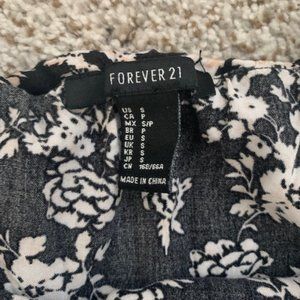 FOREVER 21
US S
CA P
MX S/P
BR P
EU S
UK S
KR S
JP S
CN 160/66A
MADE IN CHINA